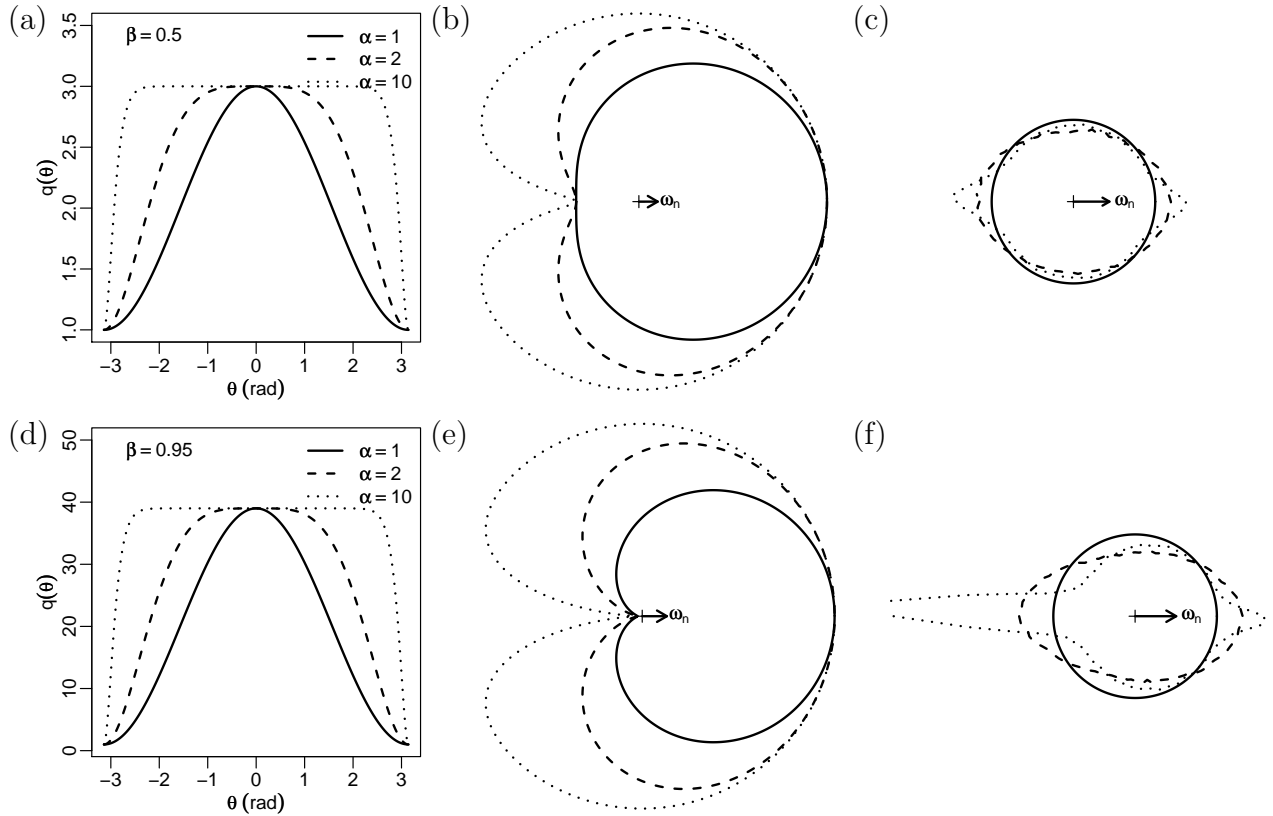 (a)
3.5
3.0
2.5
2.0
1.5
1.0
q(θ)
β = 0.5
α = 1
α = 2
α = 10
−3 −2 −1 0 1 2 3
θ (rad)
(b)
ωn
(c)
ωn
(d)
50
40
30
20
10
0
q(θ)
β = 0.95
α = 1
α = 2
α = 10
−3 −2 −1 0 1 2 3
θ (rad)
(e)
ωn
(f)
ωn